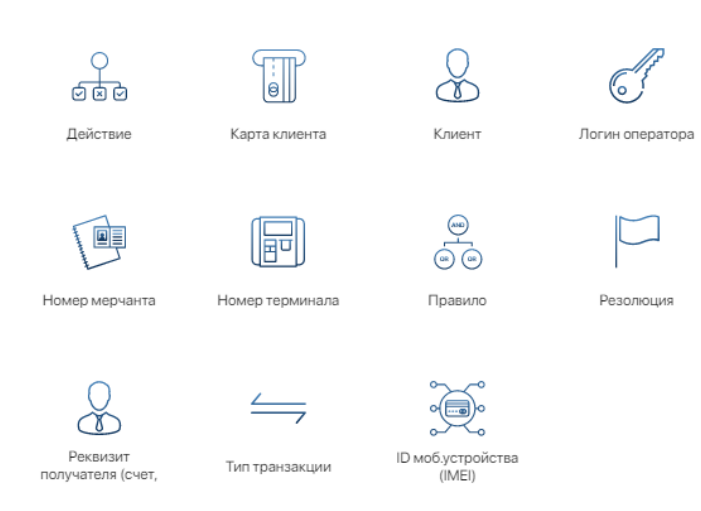 Действие
Карта клиента
Клиент
Логин оператора
Номер мерчанта
Номер терминала
AND
OR OR
Правило
Резолюция
Реквизит
получателя (счет,
Тип транзакции
ID моб.устройства
(IMEI)